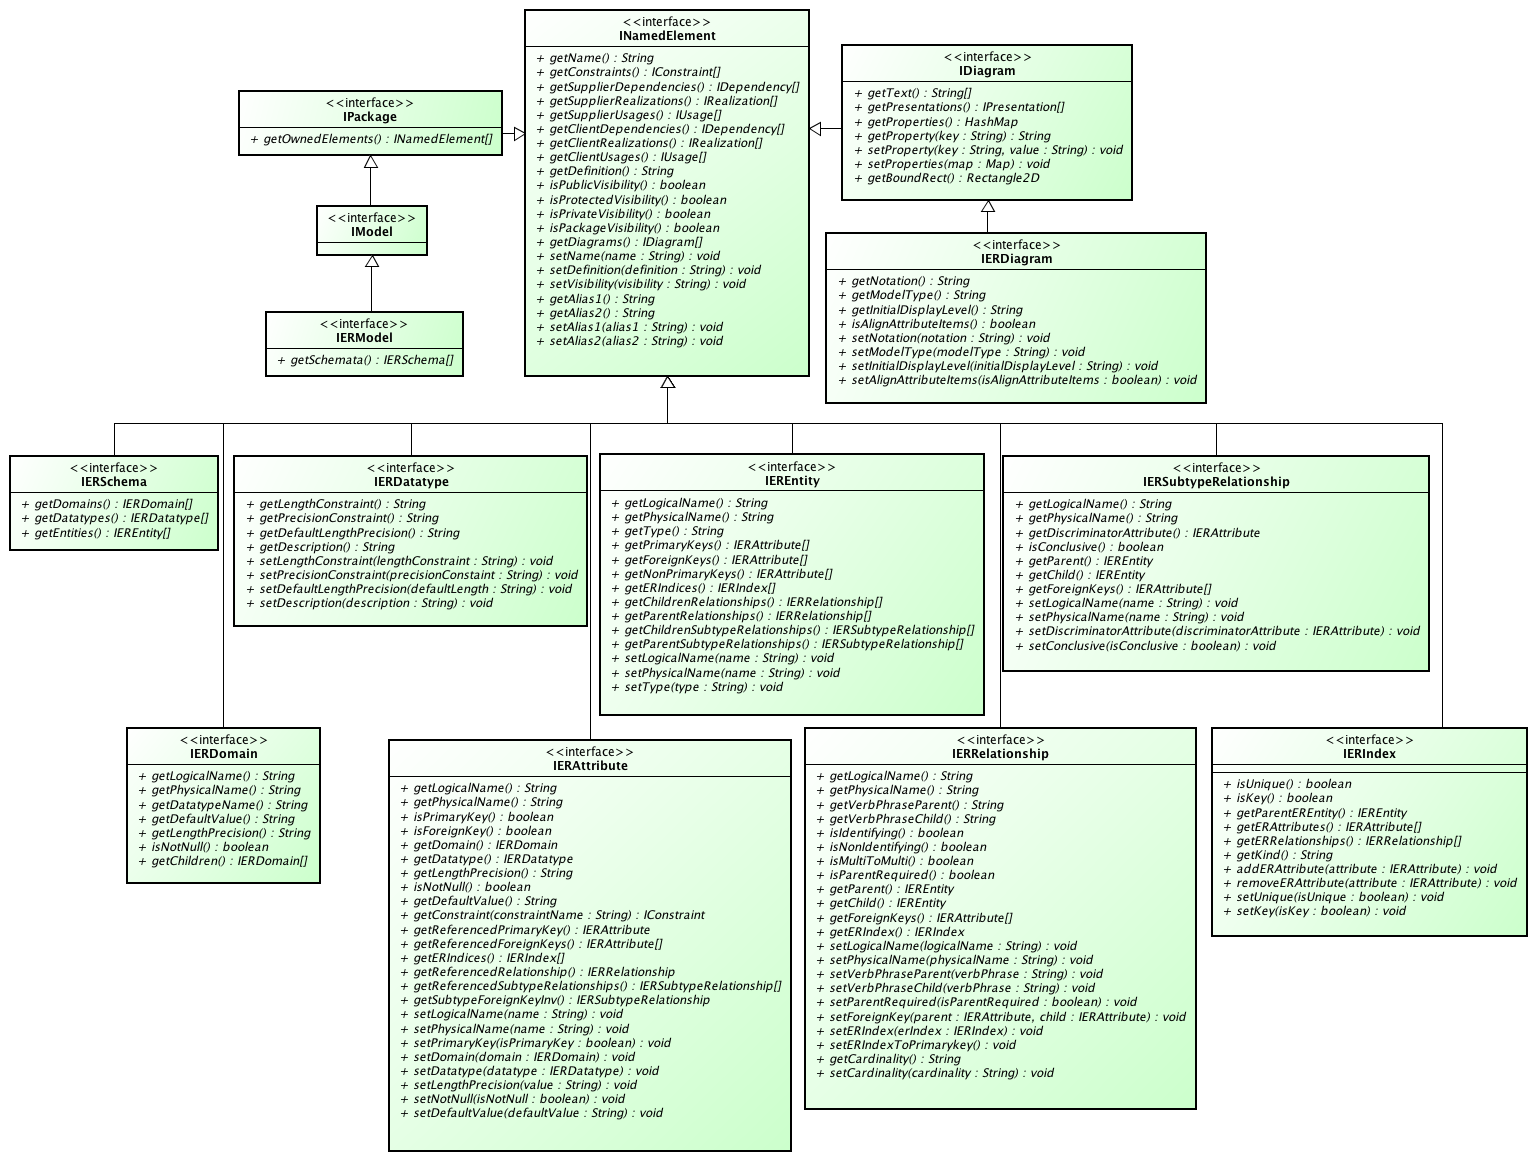 <<interface>>
INamedElement
+ getName() : String
+ getConstraints() : IConstraint[]
+ getSupplierDependencies() : IDependency[]
+ getSupplierRealizations() : IRealization[]
+ getSupplierUsages() : IUsage[]
+ getClientDependencies() : IDependency[]
+ getClientRealizations() : IRealization[]
+ getClientUsages() : IUsage[]
+ getDefinition() : String
+ isPublicVisibility() : boolean
+ isProtectedVisibility() : boolean
+ isPrivateVisibility() : boolean
+ isPackageVisibility() : boolean
+ getDiagrams() : IDiagram[]
+ setName(name : String) : void
+ setDefinition(definition : String) : void
+ setVisibility(visibility : String) : void
+ getAlias1() : String
+ getAlias2() : String
+ setAlias1(alias1 : String) : void
+ setAlias2(alias2 : String) : void
<<interface>>
IDiagram
+ getText() : String[]
+ getPresentations() : IPresentation[]
+ getProperties() : HashMap
+ getProperty(key : String) : String
+ setProperty(key : String, value : String) : void
+ setProperties(map : Map) : void
+ getBoundRect() : Rectangle2D
<<interface>>
IPackage
+ getOwnedElements() : INamedElement[]
<<interface>>
IModel
<<interface>>
IERModel
+ getSchemata() : IERSchema[]
<<interface>>
IERDiagram
+ getNotation() : String
+ getModelType() : String
+ getInitialDisplayLevel() : String
+ isAlignAttributeItems() : boolean
+ setNotation(notation : String) : void
+ setModelType(modelType : String) : void
+ setInitialDisplayLevel(initialDisplayLevel : String) : void
+ setAlignAttributeItems(isAlignAttributeItems : boolean) : void
<<interface>>
IERSchema
+ getDomains() : IERDomain[]
+ getDatatypes() : IERDatatype[]
+ getEntities() : IEREntity[]
<<interface>>
IERDatatype
+ getLengthConstraint() : String
+ getPrecisionConstraint() : String
+ getDefaultLengthPrecision() : String
+ getDescription() : String
+ setLengthConstraint(lengthConstraint : String) : void
+ setPrecisionConstraint(precisionConstaint : String) : void
+ setDefaultLengthPrecision(defaultLength : String) : void
+ setDescription(description : String) : void
<<interface>>
IEREntity
+ getLogicalName() : String
+ getPhysicalName() : String
+ getType() : String
+ getPrimaryKeys() : IERAttribute[]
+ getForeignKeys() : IERAttribute[]
+ getNonPrimaryKeys() : IERAttribute[]
+ getERIndices() : IERIndex[]
+ getChildrenRelationships() : IERRelationship[]
+ getParentRelationships() : IERRelationship[]
+ getChildrenSubtypeRelationships() : IERSubtypeRelationship[]
+ getParentSubtypeRelationships() : IERSubtypeRelationship[]
+ setLogicalName(name : String) : void
+ setPhysicalName(name : String) : void
+ setType(type : String) : void
<<interface>>
IERSubtypeRelationship
+ getLogicalName() : String
+ getPhysicalName() : String
+ getDiscriminatorAttribute() : IERAttribute
+ isConclusive() : boolean
+ getParent() : IEREntity
+ getChild() : IEREntity
+ getForeignKeys() : IERAttribute[]
+ setLogicalName(name : String) : void
+ setPhysicalName(name : String) : void
+ setDiscriminatorAttribute(discriminatorAttribute : IERAttribute) : void
+ setConclusive(isConclusive : boolean) : void
<<interface>>
IERDomain
+ getLogicalName() : String
+ getPhysicalName() : String
+ getDatatypeName() : String
+ getDefaultValue() : String
+ getLengthPrecision() : String
+ isNotNull() : boolean
+ getChildren() : IERDomain[]
<<interface>>
IERAttribute
+ getLogicalName() : String
+ getPhysicalName() : String
+ isPrimaryKey() : boolean
+ isForeignKey() : boolean
+ getDomain() : IERDomain
+ getDatatype() : IERDatatype
+ getLengthPrecision() : String
+ isNotNull() : boolean
+ getDefaultValue() : String
+ getConstraint(constraintName : String) : IConstraint
+ getReferencedPrimaryKey() : IERAttribute
+ getReferencedForeignKeys() : IERAttribute[]
+ getERIndices() : IERIndex[]
+ getReferencedRelationship() : IERRelationship
+ getReferencedSubtypeRelationships() : IERSubtypeRelationship[]
+ getSubtypeForeignKeyInv() : IERSubtypeRelationship
+ setLogicalName(name : String) : void
+ setPhysicalName(name : String) : void
+ setPrimaryKey(isPrimaryKey : boolean) : void
+ setDomain(domain : IERDomain) : void
+ setDatatype(datatype : IERDatatype) : void
+ setLengthPrecision(value : String) : void
+ setNotNull(isNotNull : boolean) : void
+ setDefaultValue(defaultValue : String) : void
<<interface>>
IERRelationship
+ getLogicalName() : String
+ getPhysicalName() : String
+ getVerbPhraseParent() : String
+ getVerbPhraseChild() : String
+ isIdentifying() : boolean
+ isNonIdentifying() : boolean
+ isMultiToMulti() : boolean
+ isParentRequired() : boolean
+ getParent() : IEREntity
+ getChild() : IEREntity
+ getForeignKeys() : IERAttribute[]
+ getERIndex() : IERIndex
+ setLogicalName(logicalName : String) : void
+ setPhysicalName(physicalName : String) : void
+ setVerbPhraseParent(verbPhrase : String) : void
+ setVerbPhraseChild(verbPhrase : String) : void
+ setParentRequired(isParentRequired : boolean) : void
+ setForeignKey(parent : IERAttribute, child : IERAttribute) : void
+ setERIndex(erIndex : IERIndex) : void
+ setERIndexToPrimarykey() : void
+ getCardinality() : String
+ setCardinality(cardinality : String) : void
<<interface>>
IERIndex
+ isUnique() : boolean
+ isKey() : boolean
+ getParentEREntity() : IEREntity
+ getERAttributes() : IERAttribute[]
+ getERRelationships() : IERRelationship[]
+ getKind() : String
+ addERAttribute(attribute : IERAttribute) : void
+ removeERAttribute(attribute : IERAttribute) : void
+ setUnique(isUnique : boolean) : void
+ setKey(isKey : boolean) : void